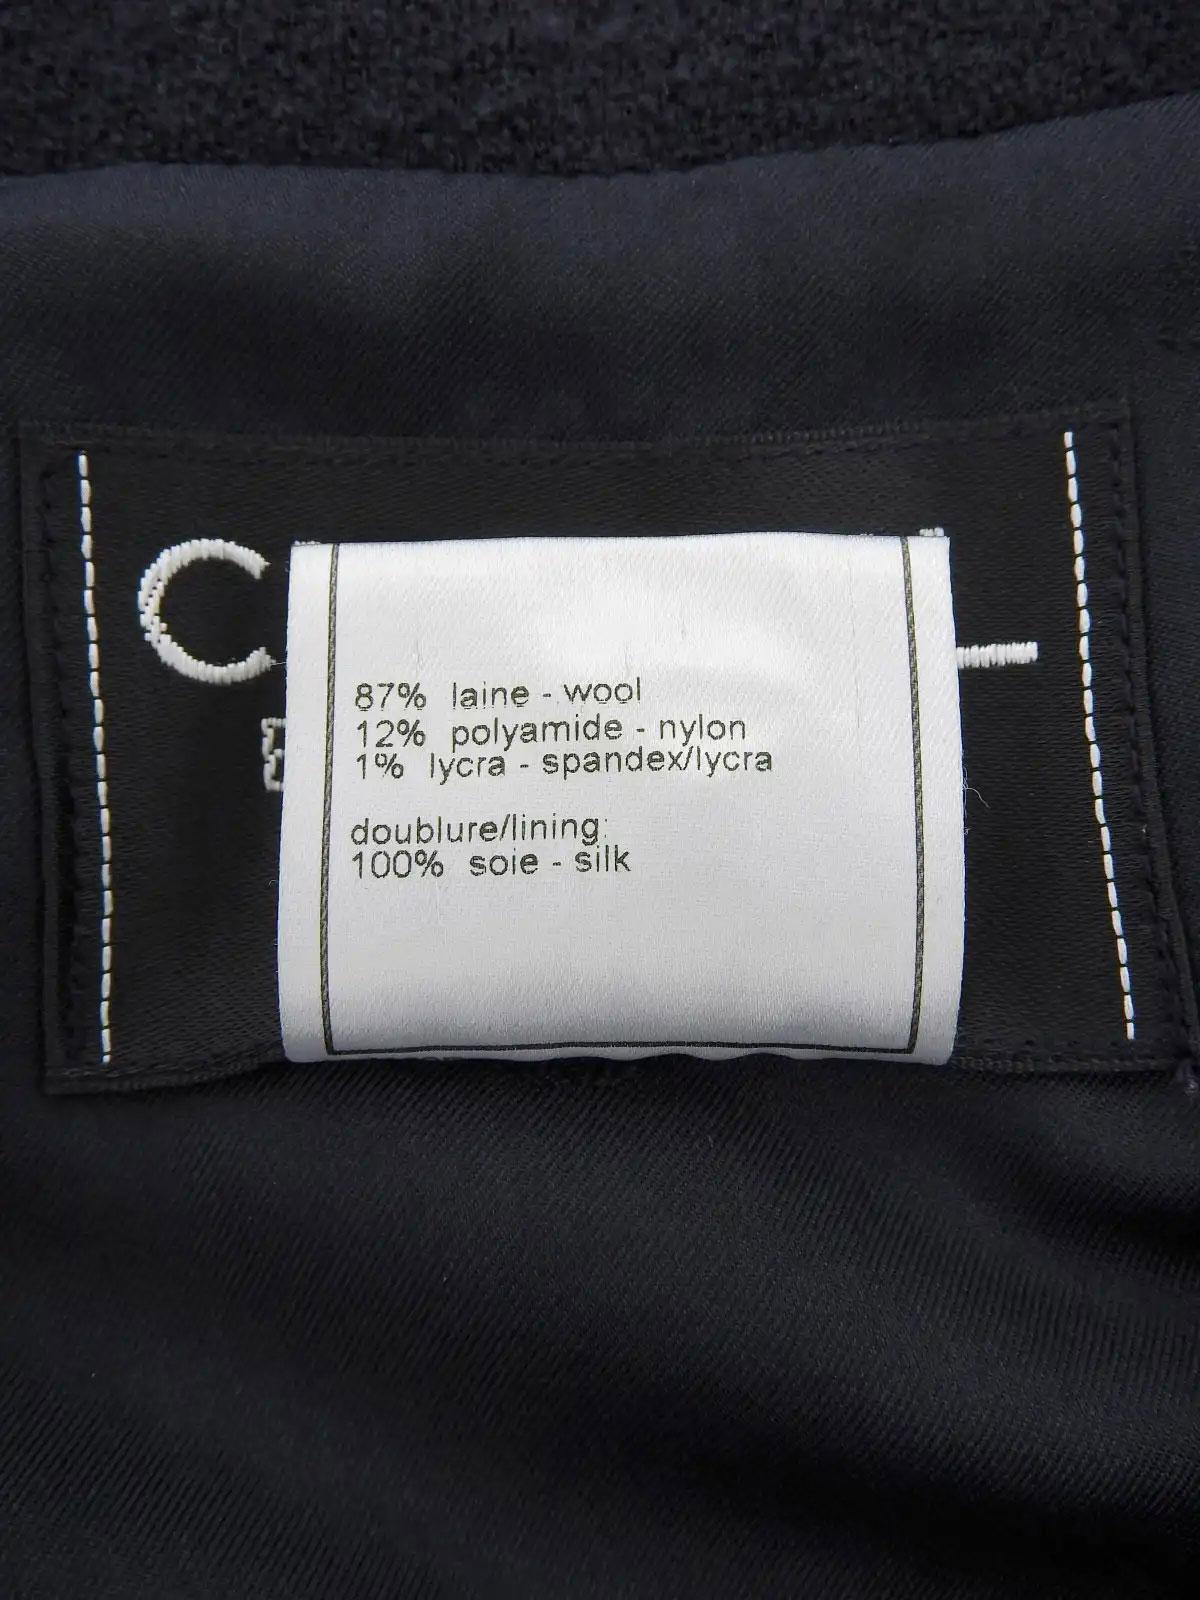 C
87% laine - wool
12% polyamide - nylon
1% lycra - spandex/lycra
doublure/lining:
100% soie - silk